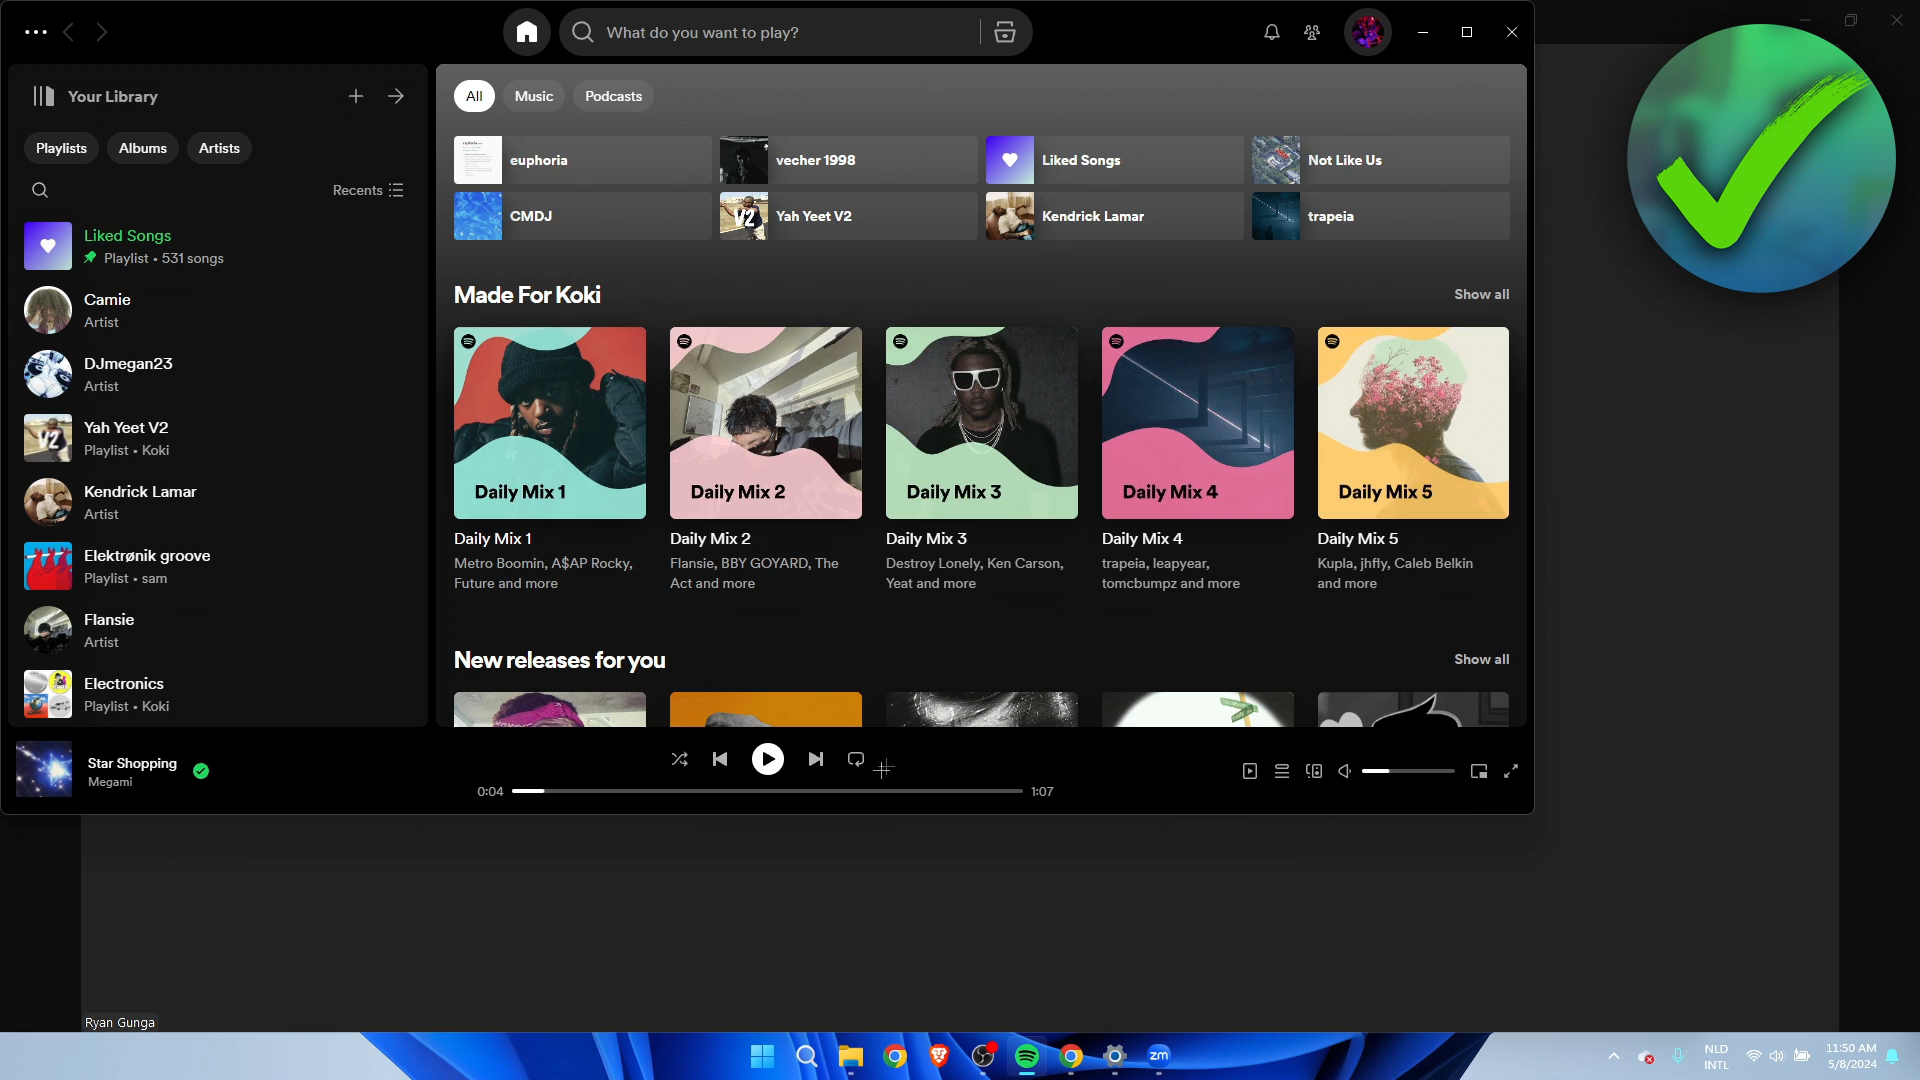 What do you want to play?
Your Library
Playlists
Albums
Artists
Recents
Liked Songs
Playlist • 531 songs
Camie
Artist
DJmegan23
Artist
V2
Yah Yeet V2
Playlist • Koki
Kendrick Lamar
Artist
Elektrønik groove
Playlist • sam
Flansie
Artist
Electronics
Playlist • Koki
All
Music
Podcasts
euphoria
vecher 1998
Liked Songs
Not Like Us
CMDJ
V2
Yah Yeet V2
Kendrick Lamar
trapeia
Made For Koki
Show all
Daily Mix 1
Daily Mix 2
Daily Mix 3
Daily Mix 4
Daily Mix 5
Daily Mix 1
Metro Boomin, A$AP Rocky,
Future and more
Daily Mix 2
Flansie, BBY GOYARD, The
Act and more
Daily Mix 3
Destroy Lonely, Ken Carson,
Yeat and more
Daily Mix 4
trapeia, leapyear,
tomcbumpz and more
Daily Mix 5
Kupla, jhfly, Caleb Belkin
and more
New releases for you
Show all
Star Shopping
Megami
0:04
1:07
Ryan Gunga
zm
NLD
INTL
11:50 AM
5/8/2024